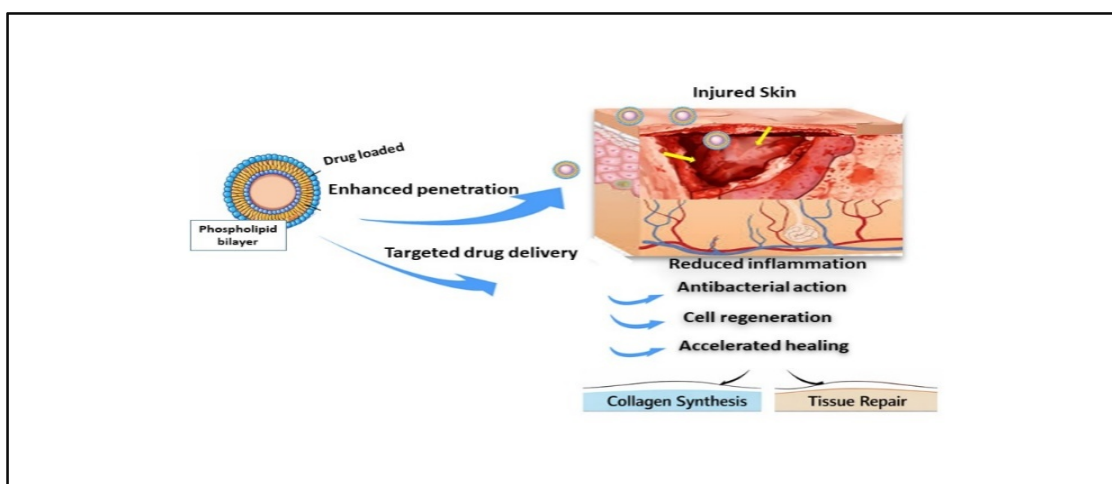 Injured Skin
Drug loaded
Enhanced penetration
Phospholipid
bilayer
Targeted drug delivery
Reduced inflammation
Antibacterial action
Cell regeneration
Accelerated healing
Collagen Synthesis
Tissue Repair